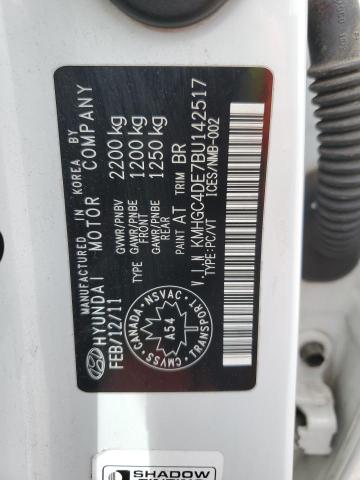 MANUFACTURED IN KOREA BY
HYUNDAI MOTOR COMPANY
FEB/12/11
GVWR/PNBV 2200 kg
TYPE GAWR/PNBE FRONT 1200 kg
GAWR/PNBE REAR 1250 kg
PAINT AT TRIM BR
V.I.N KMHGC4DE7BU142517
TYPE:PC/VT ICES/NMB-002
CANADA · NSVAC
A54
CMVSS TRANSPORT
SHADOW